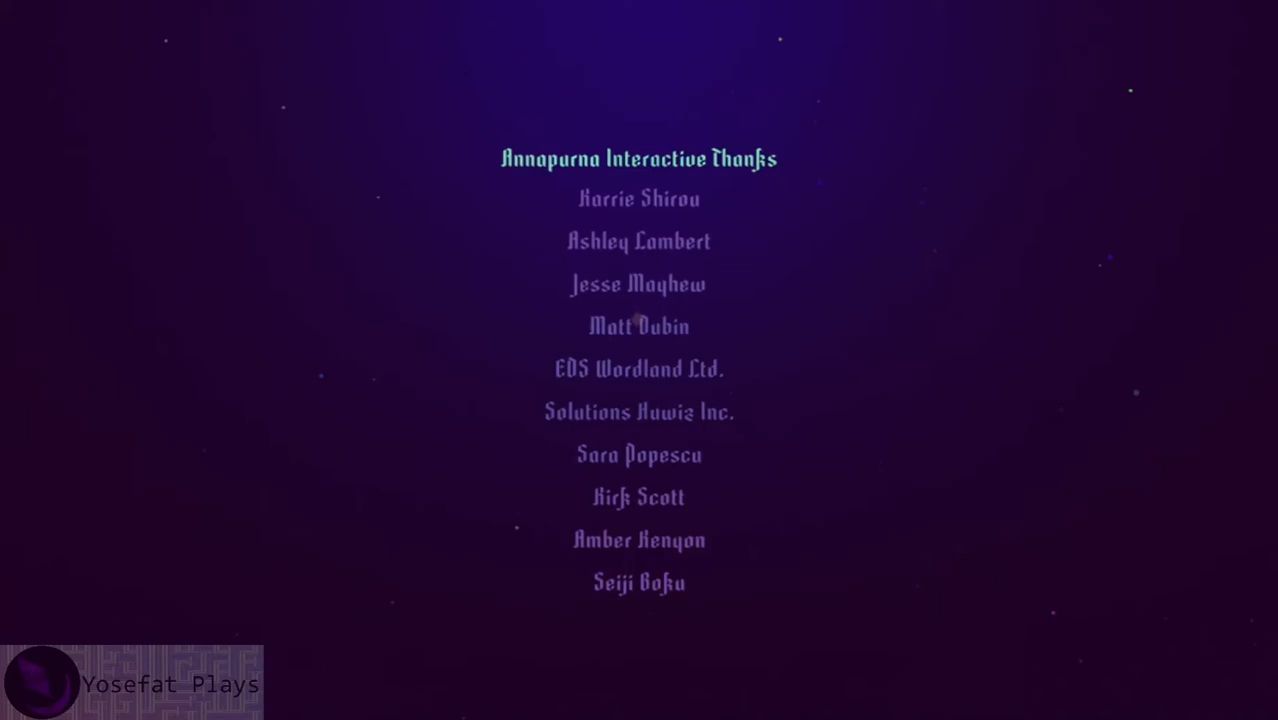 Annapurna Interactive Thanks
Karrie Shirou
Ashley Lambert
Jesse Mayhew
Matt Dubin
EDS Wordland Ltd.
Solutions Huwiz Inc.
Sara Popescu
Kirk Scott
Amber Kenyon
Seiji Boku
Yosefat Plays